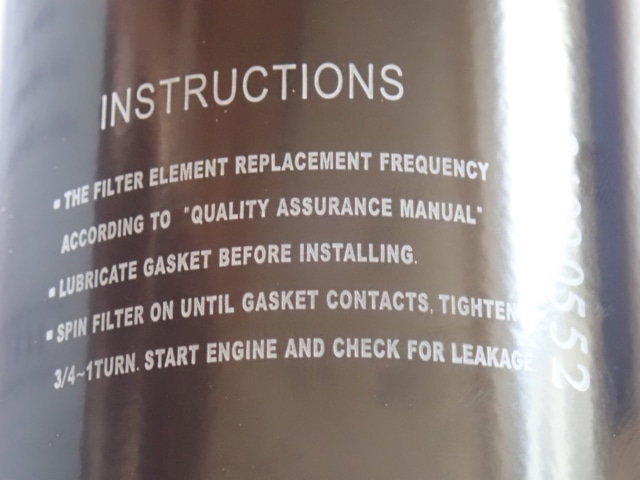 INSTRUCTIONS
▪ THE FILTER ELEMENT REPLACEMENT FREQUENCY
ACCORDING TO "QUALITY ASSURANCE MANUAL"
▪ LUBRICATE GASKET BEFORE INSTALLING.
▪ SPIN FILTER ON UNTIL GASKET CONTACTS, TIGHTEN
3/4~1TURN. START ENGINE AND CHECK FOR LEAKAGE